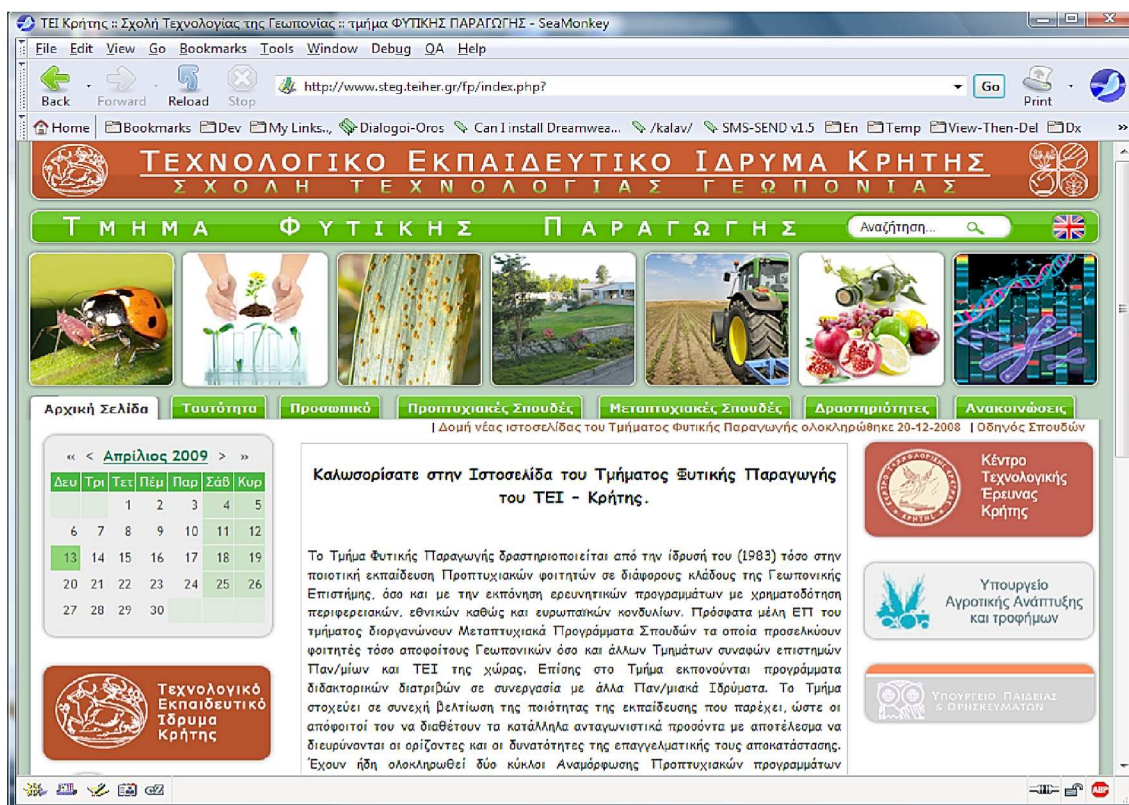 ΤΕΙ Κρήτης :: Σχολή Τεχνολογίας της Γεωπονίας :: τμήμα ΦΥΤΙΚΗΣ ΠΑΡΑΓΩΓΗΣ - SeaMonkey
File Edit View Go Bookmarks Tools Window Debug QA Help
Back Forward Reload Stop http://www.steg.teiher.gr/fp/index.php? Go Print
Home Bookmarks Dev My Links.., Dialogoi-Oros Can I install Dreamwea... /kalav/ SMS-SEND v1.5 En Temp View-Then-Del Dx »
ΤΕΧΝΟΛΟΓΙΚΟ ΕΚΠΑΙΔΕΥΤΙΚΟ ΙΔΡΥΜΑ ΚΡΗΤΗΣ
ΣΧΟΛΗ ΤΕΧΝΟΛΟΓΙΑΣ ΓΕΩΠΟΝΙΑΣ
ΤΜΗΜΑ ΦΥΤΙΚΗΣ ΠΑΡΑΓΩΓΗΣ Αναζήτηση...
Αρχική Σελίδα Ταυτότητα Προσωπικό Προπτυχιακές Σπουδές Μεταπτυχιακές Σπουδές Δραστηριότητες Ανακοινώσεις
| Δομή νέας ιστοσελίδας του Τμήματος Φυτικής Παραγωγής ολοκληρώθηκε 20-12-2008 | Οδηγός Σπουδών
« < Απρίλιος 2009 > »
Δευ Τρι Τετ Πέμ Παρ Σάβ Κυρ
1 2 3 4 5
6 7 8 9 10 11 12
13 14 15 16 17 18 19
20 21 22 23 24 25 26
27 28 29 30
Τεχνολογικό
Εκπαιδευτικό
Ίδρυμα
Κρήτης
Καλωσορίσατε στην Ιστοσελίδα του Τμήματος Φυτικής Παραγωγής
του ΤΕΙ - Κρήτης.
Το Τμήμα Φυτικής Παραγωγής δραστηριοποιείται από την ίδρυσή του (1983) τόσο στην
ποιοτική εκπαίδευση Προπτυχιακών φοιτητών σε διάφορους κλάδους της Γεωπονικής
Επιστήμης, όσο και με την εκπόνηση ερευνητικών προγραμμάτων με χρηματοδότηση
περιφερειακών, εθνικών καθώς και ευρωπαϊκών κονδυλίων. Πρόσφατα μέλη ΕΠ του
τμήματος διοργανώνουν Μεταπτυχιακά Προγράμματα Σπουδών τα οποία προσελκύουν
φοιτητές τόσο αποφοίτους Γεωπονικών όσο και άλλων Τμημάτων συναφών επιστημών
Παν/μίων και ΤΕΙ της χώρας. Επίσης στο Τμήμα εκπονούνται προγράμματα
διδακτορικών διατριβών σε συνεργασία με άλλα Παν/μιακά Ιδρύματα. Το Τμήμα
στοχεύει σε συνεχή βελτίωση της ποιότητας της εκπαίδευσης που παρέχει, ώστε οι
απόφοιτοί του να διαθέτουν τα κατάλληλα ανταγωνιστικά προσόντα με αποτέλεσμα να
διευρύνονται οι ορίζοντες και οι δυνατότητες της επαγγελματικής τους αποκατάστασης.
Έχουν ήδη ολοκληρωθεί δύο κύκλοι Αναμόρφωσης Προπτυχιακών προγραμμάτων
Κέντρο
Τεχνολογικής
Έρευνας
Κρήτης
Υπουργείο
Αγροτικής Ανάπτυξης
και τροφήμων
ΥΠΟΥΡΓΕΙΟ ΠΑΙΔΕΙΑΣ
& ΘΡΗΣΚΕΥΜΑΤΩΝ
ABP